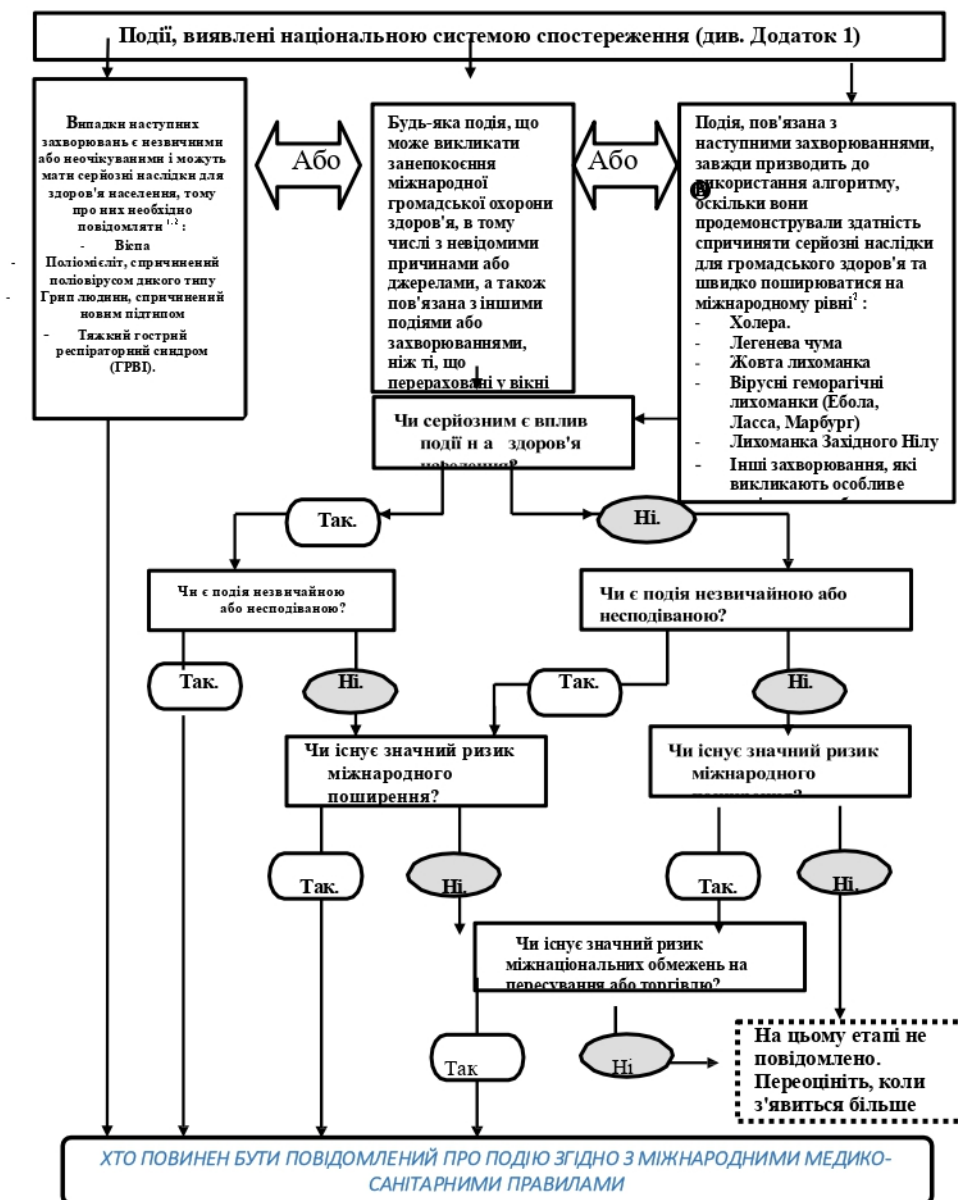 Події, виявлені національною системою спостереження (див. Додаток 1)
Випадки наступних
захворювань є незвичними
або неочікуваними і можуть
мати серйозні наслідки для
здоров'я населення, тому
про них необхідно
повідомляти 1,2 :
- Віспа
- Поліомієліт, спричинений
поліовірусом дикого типу
- Грип людини, спричинений
новим підтипом
- Тяжкий гострий
респіраторний синдром
(ГРВІ).
Або
Будь-яка подія, що
може викликати
занепокоєння
міжнародної
громадської охорони
здоров'я, в тому
числі з невідомими
причинами або
джерелами, а також
пов'язана з іншими
подіями або
захворюваннями,
ніж ті, що
перераховані у вікні
Або
Подія, пов'язана з
наступними захворюваннями,
завжди призводить до
використання алгоритму,
оскільки вони
продемонстрували здатність
спричиняти серйозні наслідки
для громадського здоров'я та
швидко поширюватися на
міжнародному рівні2 :
- Холера.
- Легенева чума
- Жовта лихоманка
- Вірусні геморагічні
лихоманки (Ебола,
Ласса, Марбург)
- Лихоманка Західного Нілу
- Інші захворювання, які
викликають особливе
Чи серйозним є вплив
події н а здоров'я
населення?
Так.
Ні.
Чи є подія незвичайною
або несподіваною?
Чи є подія незвичайною або
несподіваною?
Так.
Ні.
Так.
Ні.
Чи існує значний ризик
міжнародного
поширення?
Чи існує значний ризик
міжнародного
поширення?
Так.
Ні.
Так.
Ні.
Чи існує значний ризик
міжнаціональних обмежень на
пересування або торгівлю?
Так
Ні
На цьому етапі не
повідомлено.
Переоцініть, коли
з'явиться більше
ХТО ПОВИНЕН БУТИ ПОВІДОМЛЕНИЙ ПРО ПОДІЮ ЗГІДНО З МІЖНАРОДНИМИ МЕДИКО-
САНІТАРНИМИ ПРАВИЛАМИ